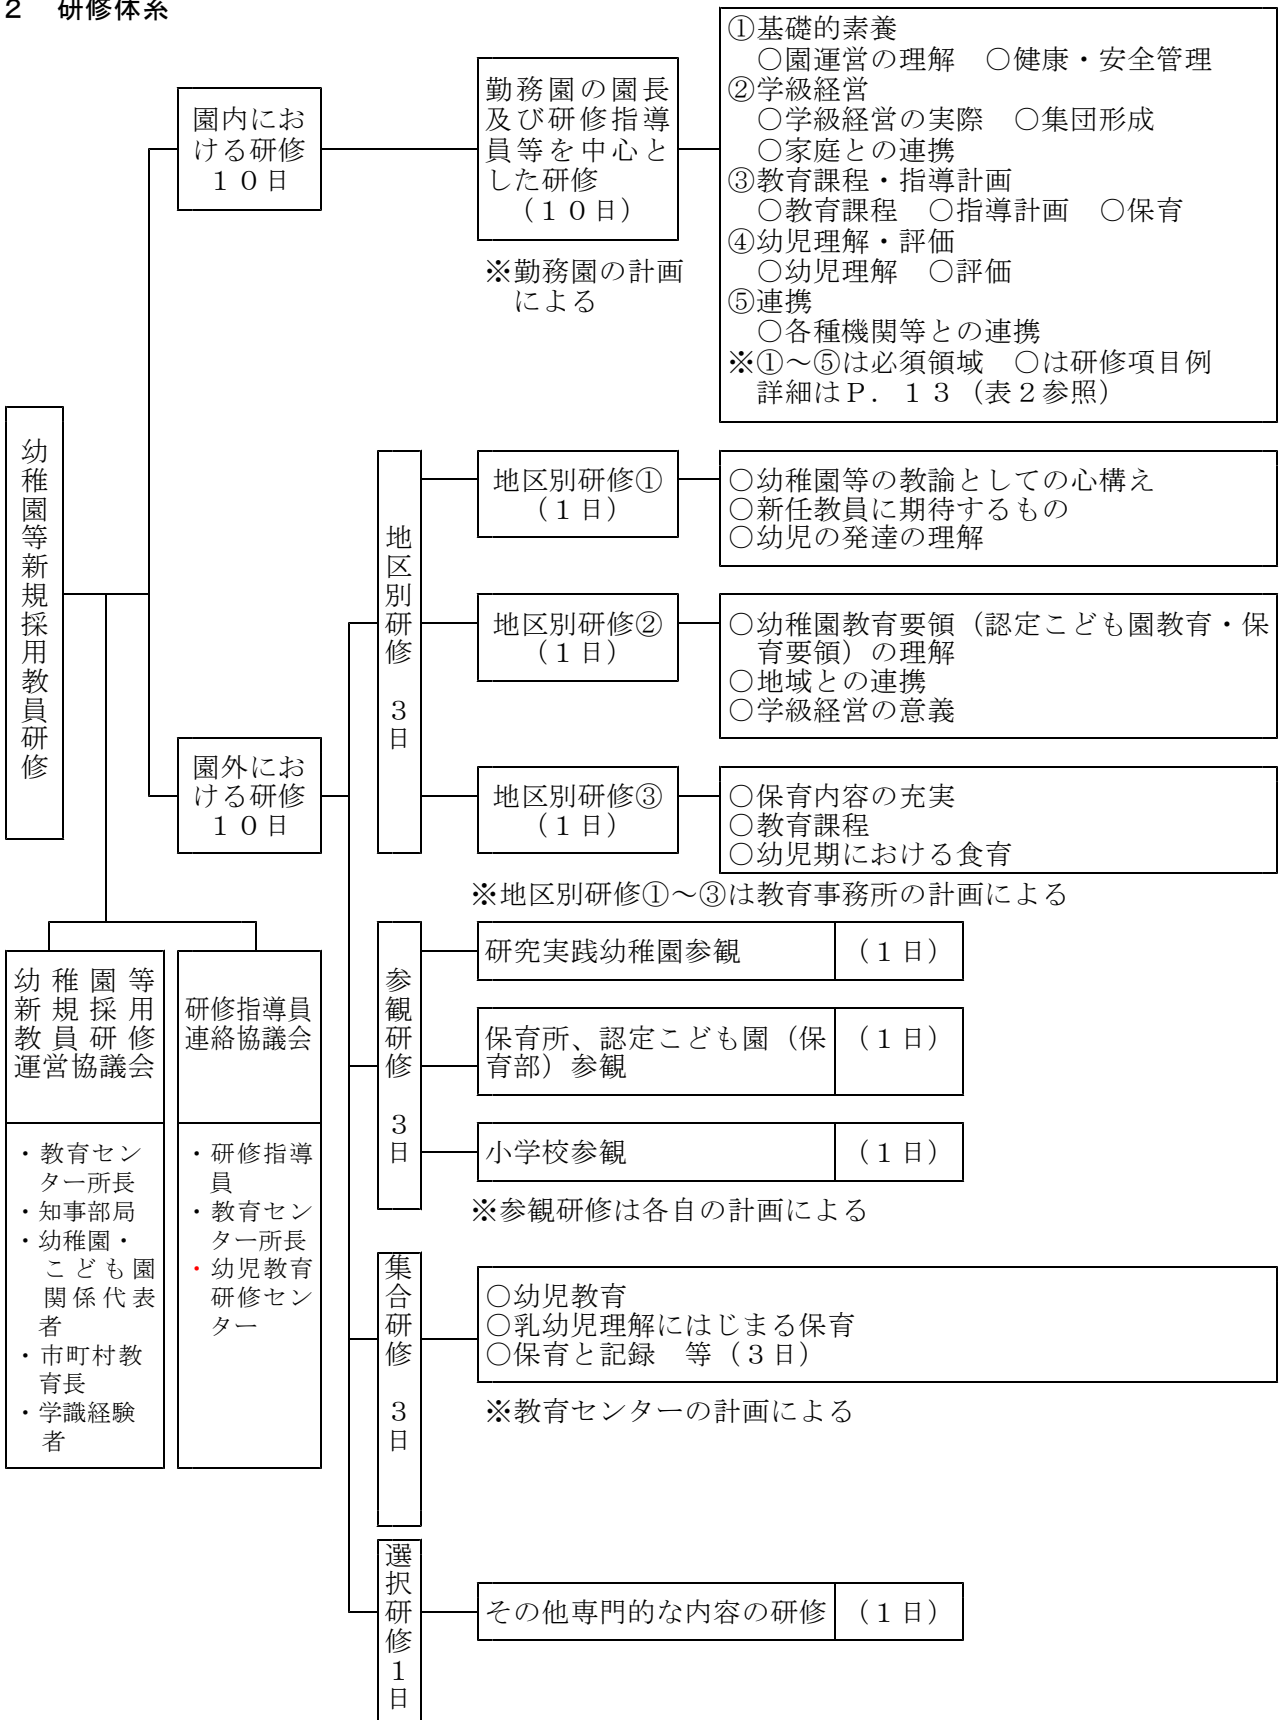 ２　研修体系
園内にお
ける研修
１０日
勤務園の園長
及び研修指導
員等を中心と
した研修
（１０日）
※勤務園の計画
による
①基礎的素養
○園運営の理解　○健康・安全管理
②学級経営
○学級経営の実際　○集団形成
○家庭との連携
③教育課程・指導計画
○教育課程　○指導計画　○保育
④幼児理解・評価
○幼児理解　○評価
⑤連携
○各種機関等との連携
※①～⑤は必須領域　○は研修項目例
詳細はＰ．１３（表２参照）
幼稚園等新規採用教員研修
園外にお
ける研修
１０日
地区別研修　３日
地区別研修①
（１日）
○幼稚園等の教諭としての心構え
○新任教員に期待するもの
○幼児の発達の理解
地区別研修②
（１日）
○幼稚園教育要領（認定こども園教育・保
育要領）の理解
○地域との連携
○学級経営の意義
地区別研修③
（１日）
○保育内容の充実
○教育課程
○幼児期における食育
※地区別研修①～③は教育事務所の計画による
幼稚園等
新規採用
教員研修
運営協議会
・教育セン
ター所長
・知事部局
・幼稚園・
こども園
関係代表
者
・市町村教
育長
・学識経験
者
研修指導員
連絡協議会
・研修指導
員
・教育セン
ター所長
・幼児教育
研修セン
ター
参観研修　３日
研究実践幼稚園参観　（１日）
保育所、認定こども園（保　（１日）
育部）参観
小学校参観　（１日）
※参観研修は各自の計画による
集合研修　３日
○幼児教育
○乳幼児理解にはじまる保育
○保育と記録　等（３日）
※教育センターの計画による
選択研修１日
その他専門的な内容の研修　（１日）